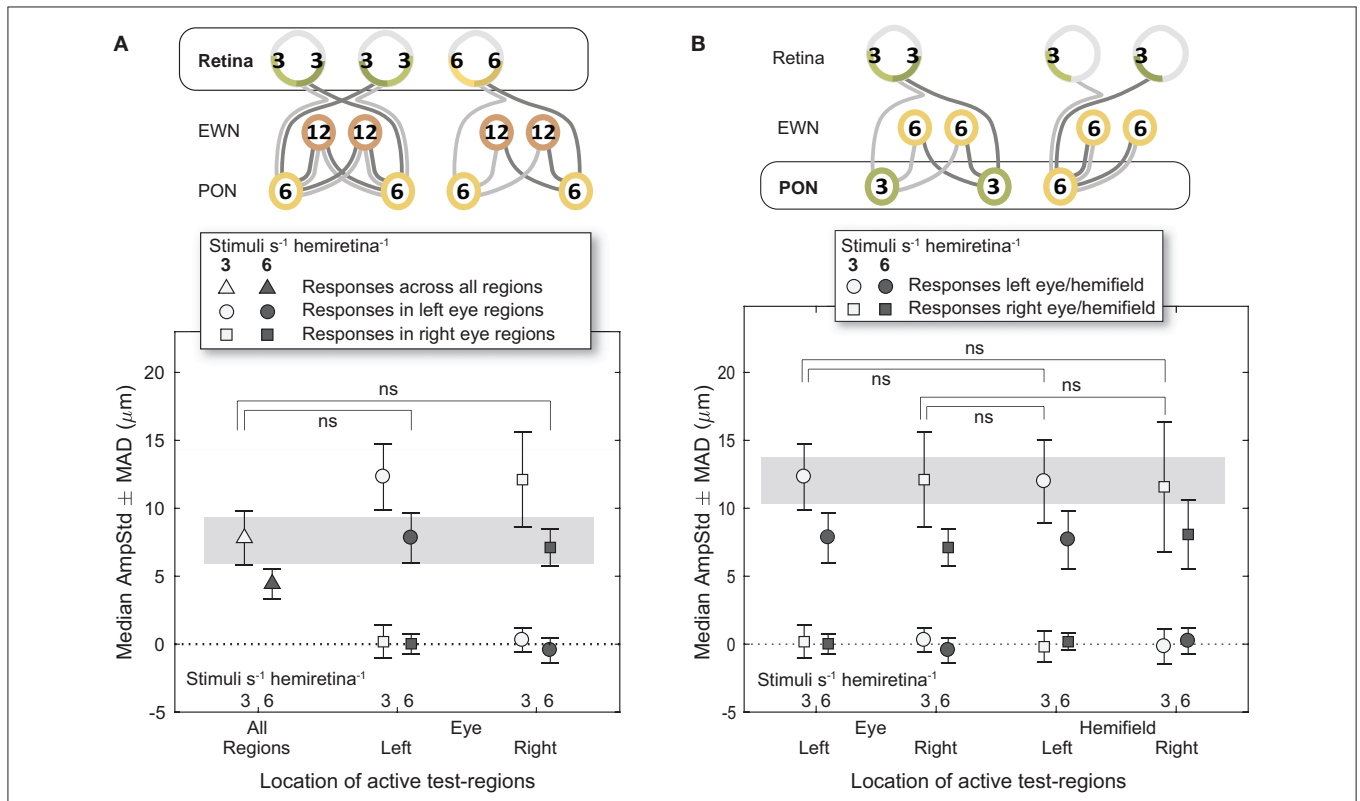 A
Retina 3 3 3 3 6 6
EWN 12 12 12 12
PON 6 6 6 6
Stimuli s⁻¹ hemiretina⁻¹
3 6
Responses across all regions
Responses in left eye regions
Responses in right eye regions
Median AmpStd ± MAD (μm)
20
15
10
5
0
-5
ns
ns
Stimuli s⁻¹ hemiretina⁻¹
3 6 3 6 3 6
All Regions
Eye
Left Right
Location of active test-regions
B
Retina 3 3 3 3
EWN 6 6 6 6
PON 3 3 6
Stimuli s⁻¹ hemiretina⁻¹
3 6
Responses left eye/hemifield
Responses right eye/hemifield
Median AmpStd ± MAD (μm)
20
15
10
5
0
-5
ns
ns
ns
ns
Stimuli s⁻¹ hemiretina⁻¹
3 6 3 6 3 6 3 6
Eye Hemifield
Left Right Left Right
Location of active test-regions